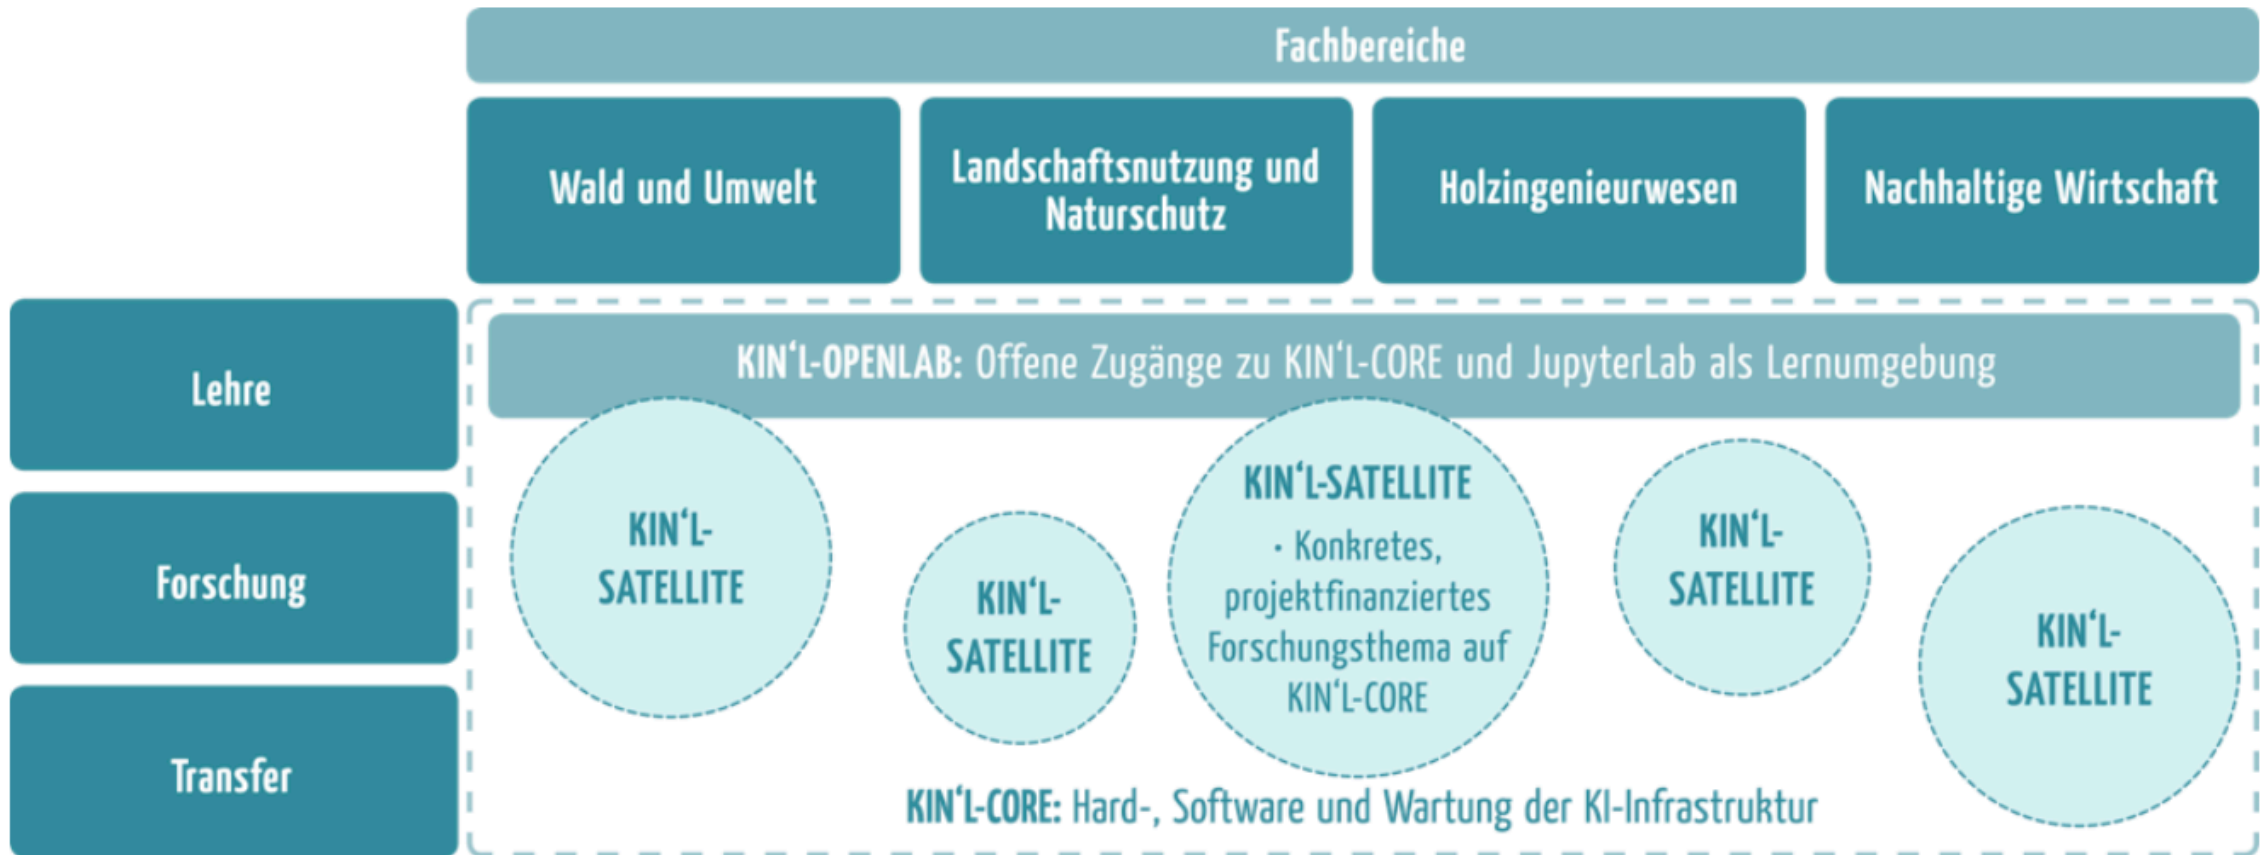 Fachbereiche
Wald und Umwelt
Landschaftsnutzung und
Naturschutz
Holzingenieurwesen
Nachhaltige Wirtschaft
Lehre
Forschung
Transfer
KIN‘L-OPENLAB: Offene Zugänge zu KIN‘L-CORE und JupyterLab als Lernumgebung
KIN‘L-
SATELLITE
KIN‘L-
SATELLITE
KIN‘L-SATELLITE
• Konkretes,
projektfinanziertes
Forschungsthema auf
KIN‘L-CORE
KIN‘L-
SATELLITE
KIN‘L-
SATELLITE
KIN‘L-CORE: Hard-, Software und Wartung der KI-Infrastruktur